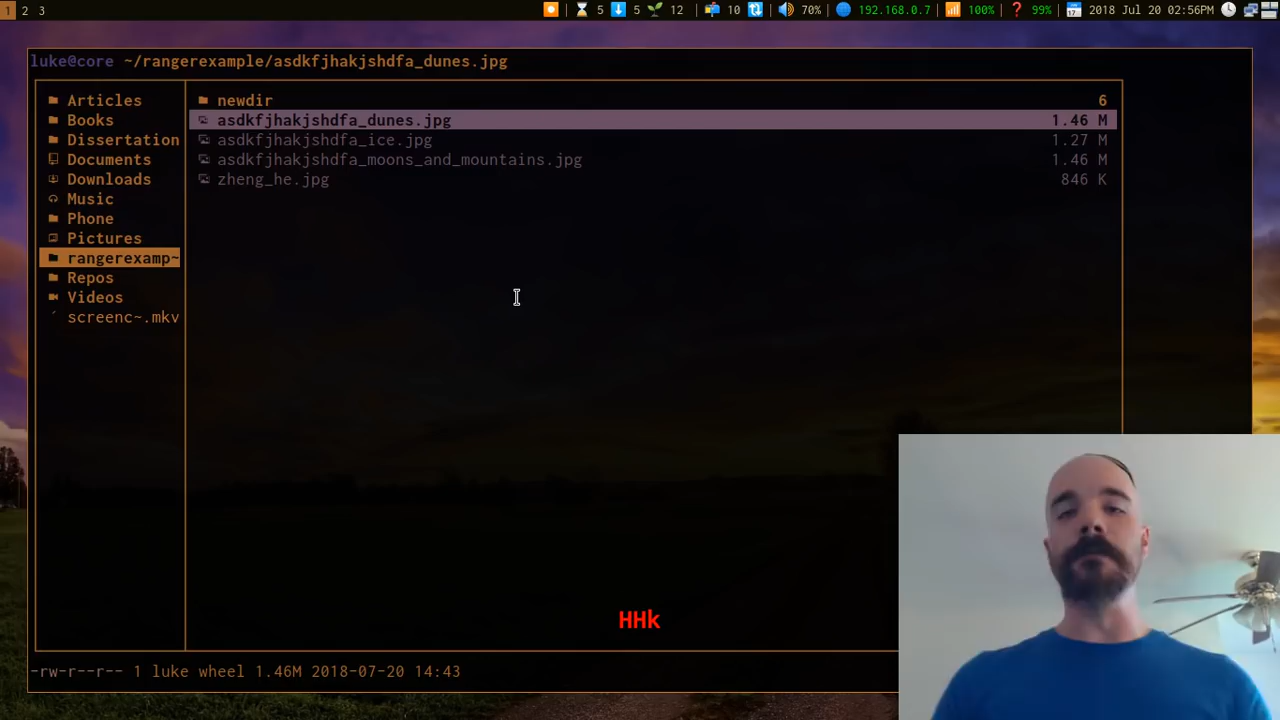 1 2 3 5 5 12 10 70% 192.168.0.7 100% ❓ 99% 2018 Jul 20 02:56PM
luke@core ~/rangerexample/asdkfjhakjshdfa_dunes.jpg
Articles
Books
Dissertation
Documents
Downloads
Music
Phone
Pictures
rangerexamp~
Repos
Videos
screenc~.mkv
newdir 6
asdkfjhakjshdfa_dunes.jpg 1.46 M
asdkfjhakjshdfa_ice.jpg 1.27 M
asdkfjhakjshdfa_moons_and_mountains.jpg 1.46 M
zheng_he.jpg 846 K
HHk
-rw-r--r-- 1 luke wheel 1.46M 2018-07-20 14:43